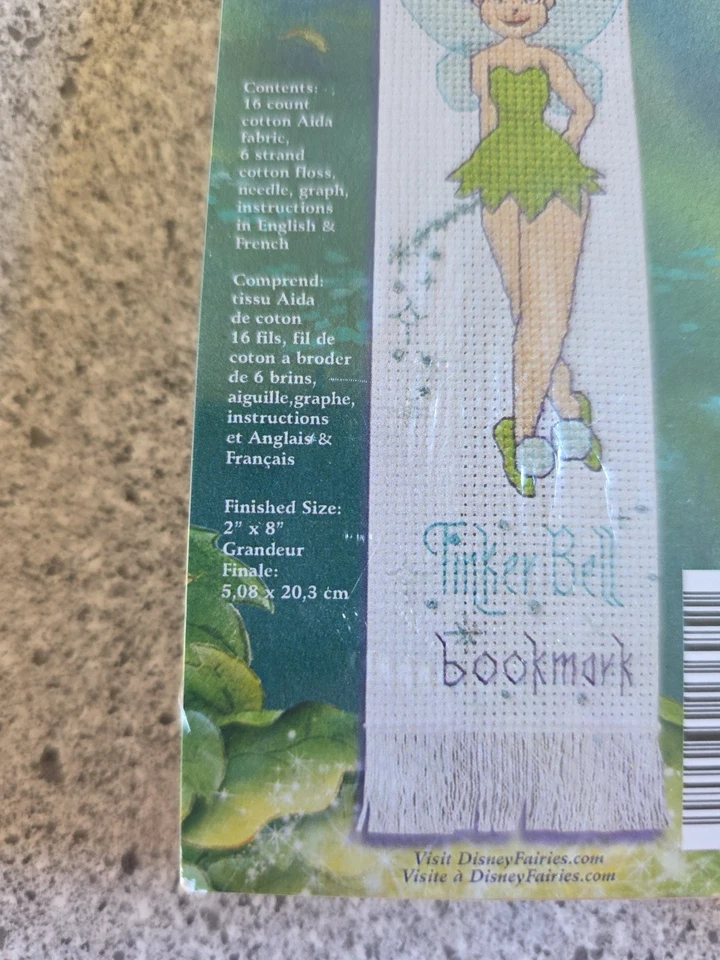 Contents:
16 count
cotton Aida
fabric,
6 strand
cotton floss,
needle, graph,
instructions
in English &
French
Comprend:
tissu Aida
de coton
16 fils, fil de
coton a broder
de 6 brins,
aiguille,graphe,
instructions
et Anglais &
Français
Finished Size:
2" x 8"
Grandeur
Finale:
5,08 x 20,3 cm
Tinker Bell
bookmark
Visit DisneyFairies.com
Visite à DisneyFairies.com